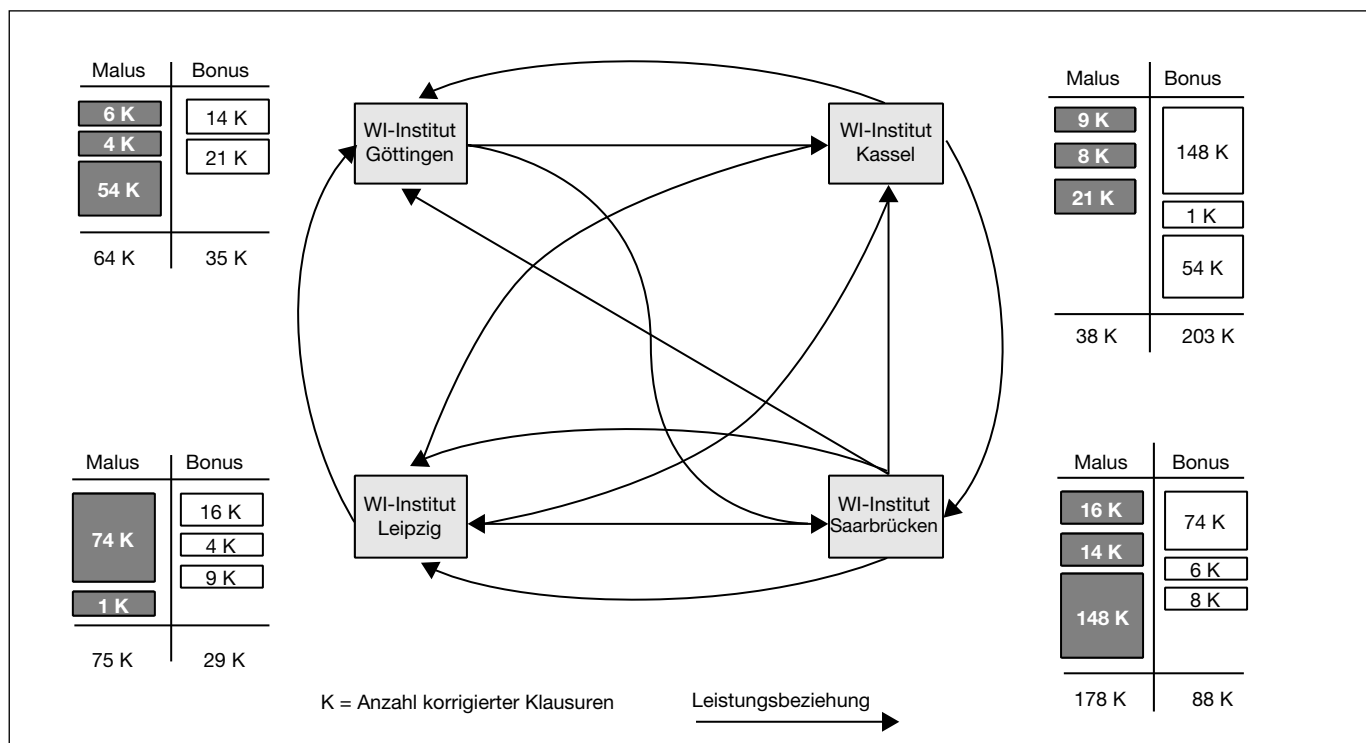 Malus Bonus
6 K 14 K
4 K 21 K
54 K
64 K 35 K
WI-Institut
Göttingen
WI-Institut
Kassel
Malus Bonus
9 K 148 K
8 K
21 K 1 K
54 K
38 K 203 K
Malus Bonus
74 K 16 K
4 K
1 K 9 K
75 K 29 K
WI-Institut
Leipzig
WI-Institut
Saarbrücken
Malus Bonus
16 K 74 K
14 K 6 K
148 K 8 K
178 K 88 K
K = Anzahl korrigierter Klausuren
Leistungsbeziehung